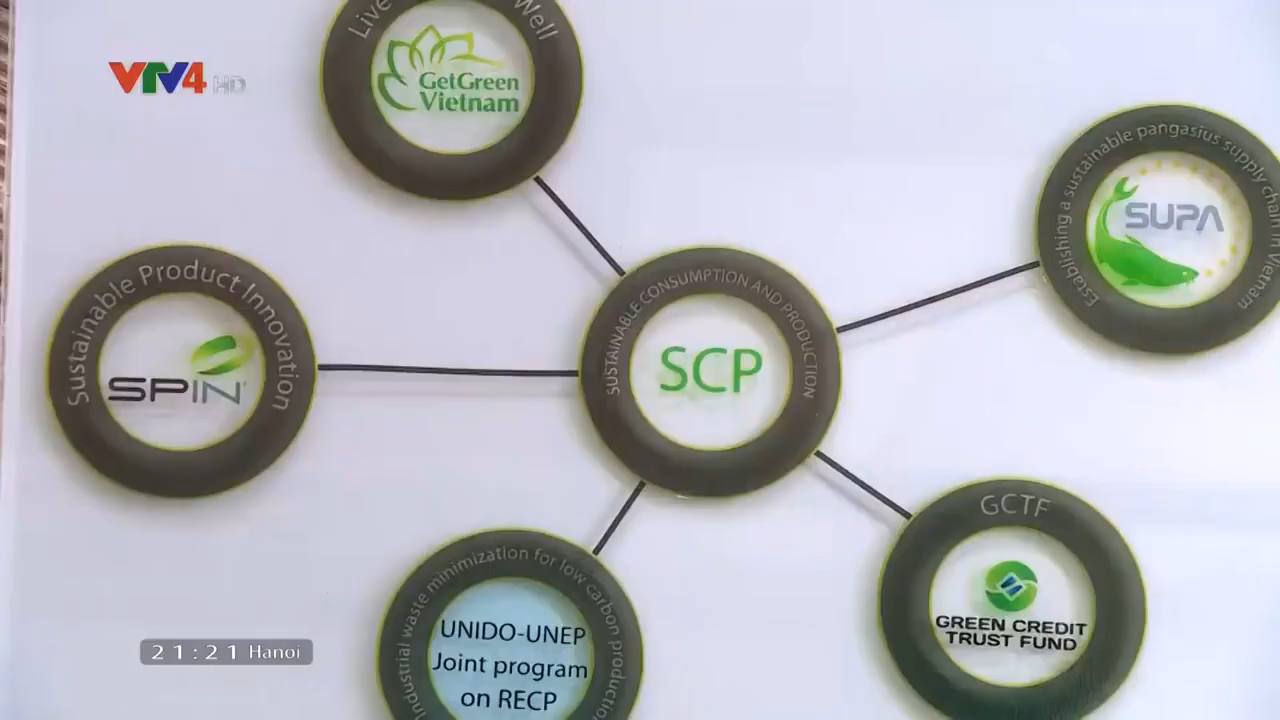 VTV4 HD
Live Well
GetGreen
Vietnam
Establishing a sustainable pangasius supply chain in Vietnam
SUPA
Sustainable Product Innovation
SPIN
SUSTAINABLE CONSUMPTION AND PRODUCTION
SCP
GCTF
GREEN CREDIT
TRUST FUND
Industrial waste minimization for low carbon production
UNIDO-UNEP
Joint program
on RECP
21:21 Hanoi